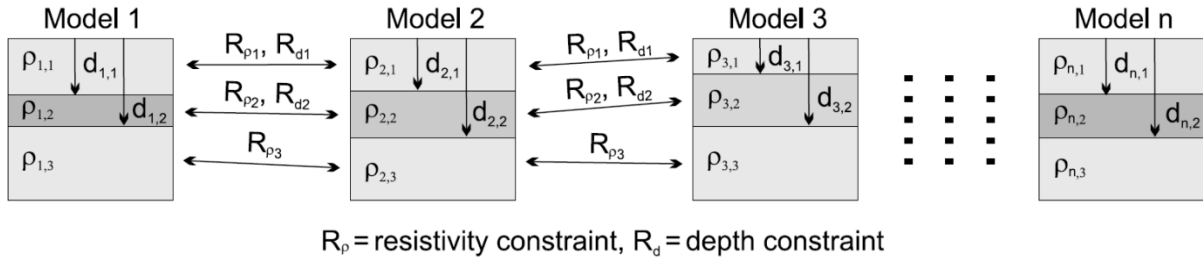 Model 1 Model 2 Model 3 Model n
ρ1,1 d1,1 Rρ1, Rd1 ρ2,1 d2,1 Rρ1, Rd1 ρ3,1 d3,1 ρn,1 dn,1
ρ1,2 d1,2 Rρ2, Rd2 ρ2,2 d2,2 Rρ2, Rd2 ρ3,2 d3,2 ρn,2 dn,2
ρ1,3 Rρ3 ρ2,3 Rρ3 ρ3,3 ρn,3
Rρ = resistivity constraint, Rd = depth constraint